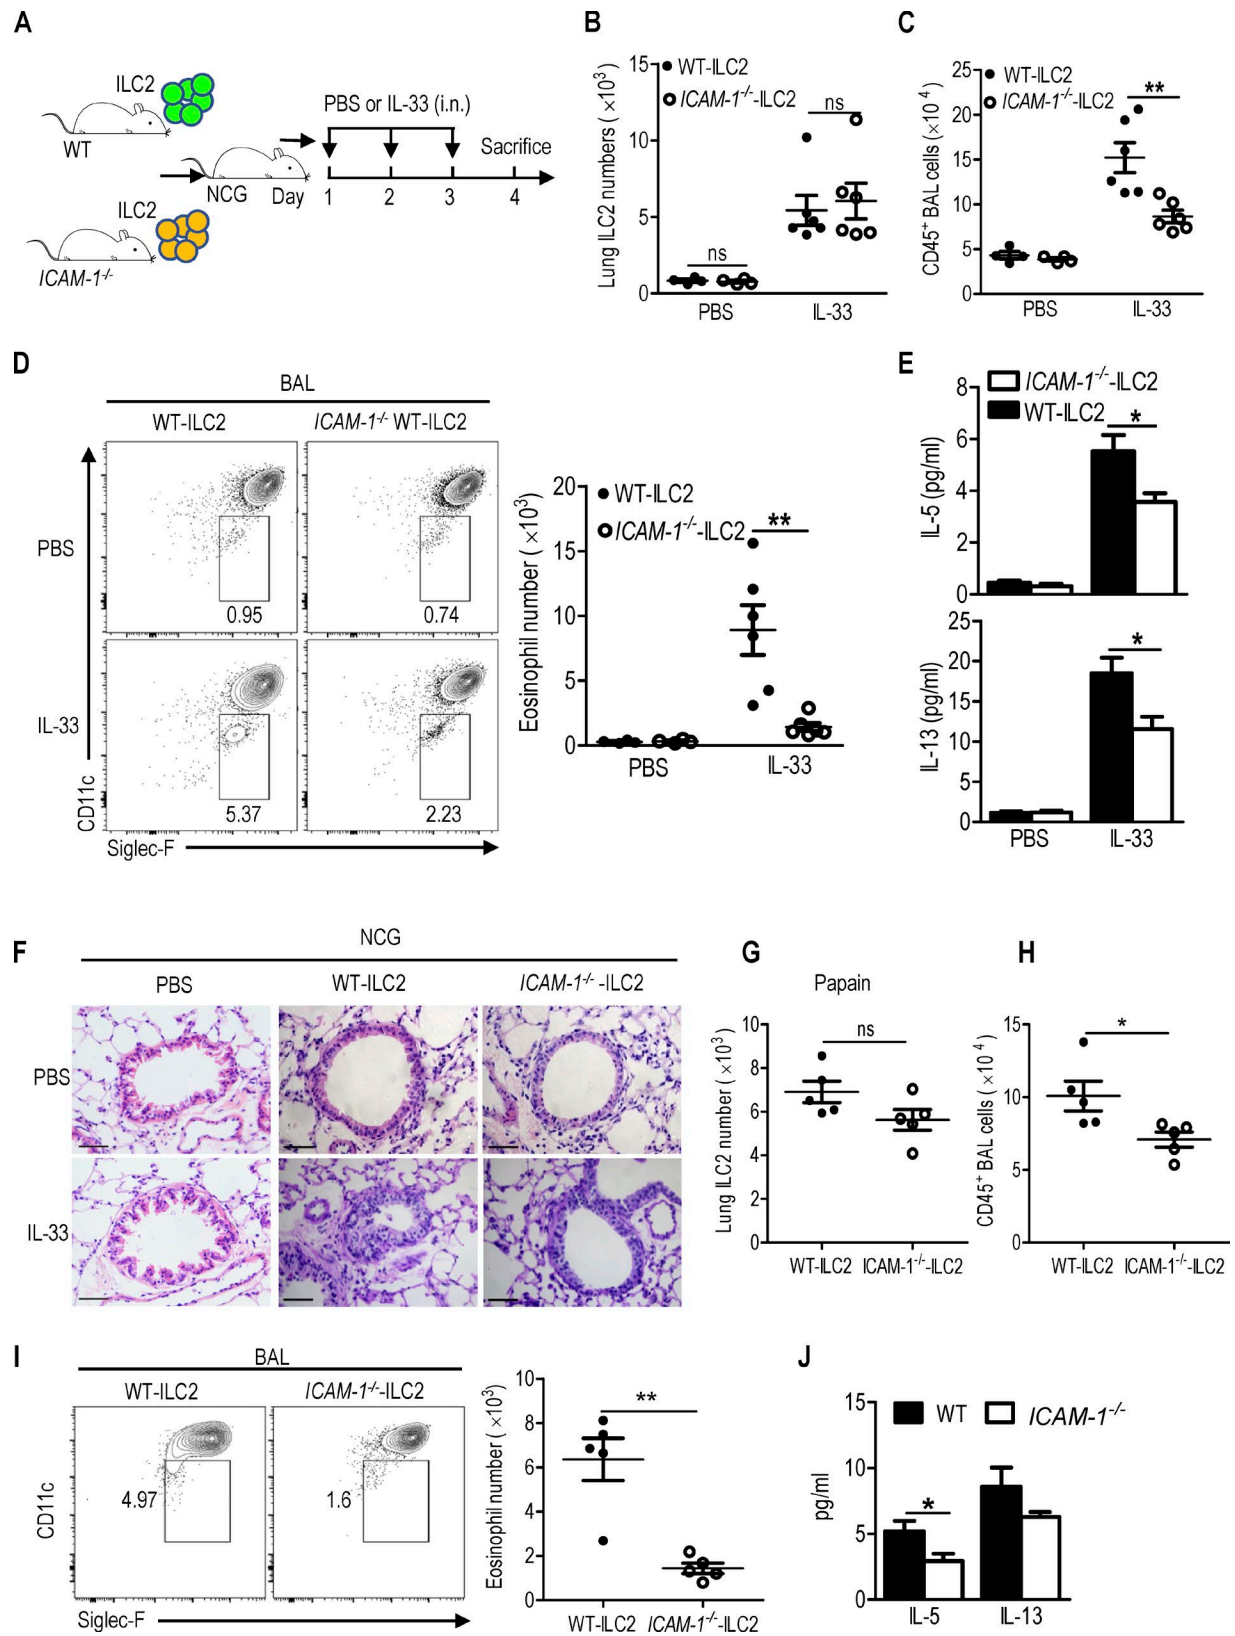 A
ILC2
WT
ILC2
ICAM-1-/-
NCG
PBS or IL-33 (i.n.)
Sacrifice
Day 1 2 3 4
B
Lung ILC2 numbers ( ×10³)
15
10
5
0
WT-ILC2
ICAM-1-/--ILC2
ns
ns
PBS IL-33
C
CD45+ BAL cells (×10-4)
25
20
15
10
5
0
WT-ILC2
ICAM-1-/--ILC2
**
PBS IL-33
D
BAL
WT-ILC2 ICAM-1-/- WT-ILC2
PBS
0.95 0.74
IL-33
5.37 2.23
CD11c
Siglec-F
Eosinophil number ( ×10³)
20
15
10
5
0
WT-ILC2
ICAM-1-/--ILC2
**
PBS IL-33
E
ICAM-1-/--ILC2
WT-ILC2
IL-5 (pg/ml)
8
6
4
2
0
*
IL-13 (pg/ml)
25
20
15
10
5
0
*
PBS IL-33
F
NCG
PBS WT-ILC2 ICAM-1-/- -ILC2
PBS
IL-33
G
Papain
Lung ILC2 number ( ×10³)
10
8
6
4
2
0
ns
WT-ILC2 ICAM-1-/--ILC2
H
CD45+ BAL cells ( ×10 4)
15
10
5
0
*
WT-ILC2 ICAM-1-/--ILC2
I
BAL
WT-ILC2 ICAM-1-/--ILC2
4.97 1.6
CD11c
Siglec-F
Eosinophil number ( ×10³)
10
8
6
4
2
0
**
WT-ILC2 ICAM-1-/--ILC2
J
pg/ml
15
10
5
0
WT ICAM-1-/-
*
IL-5 IL-13